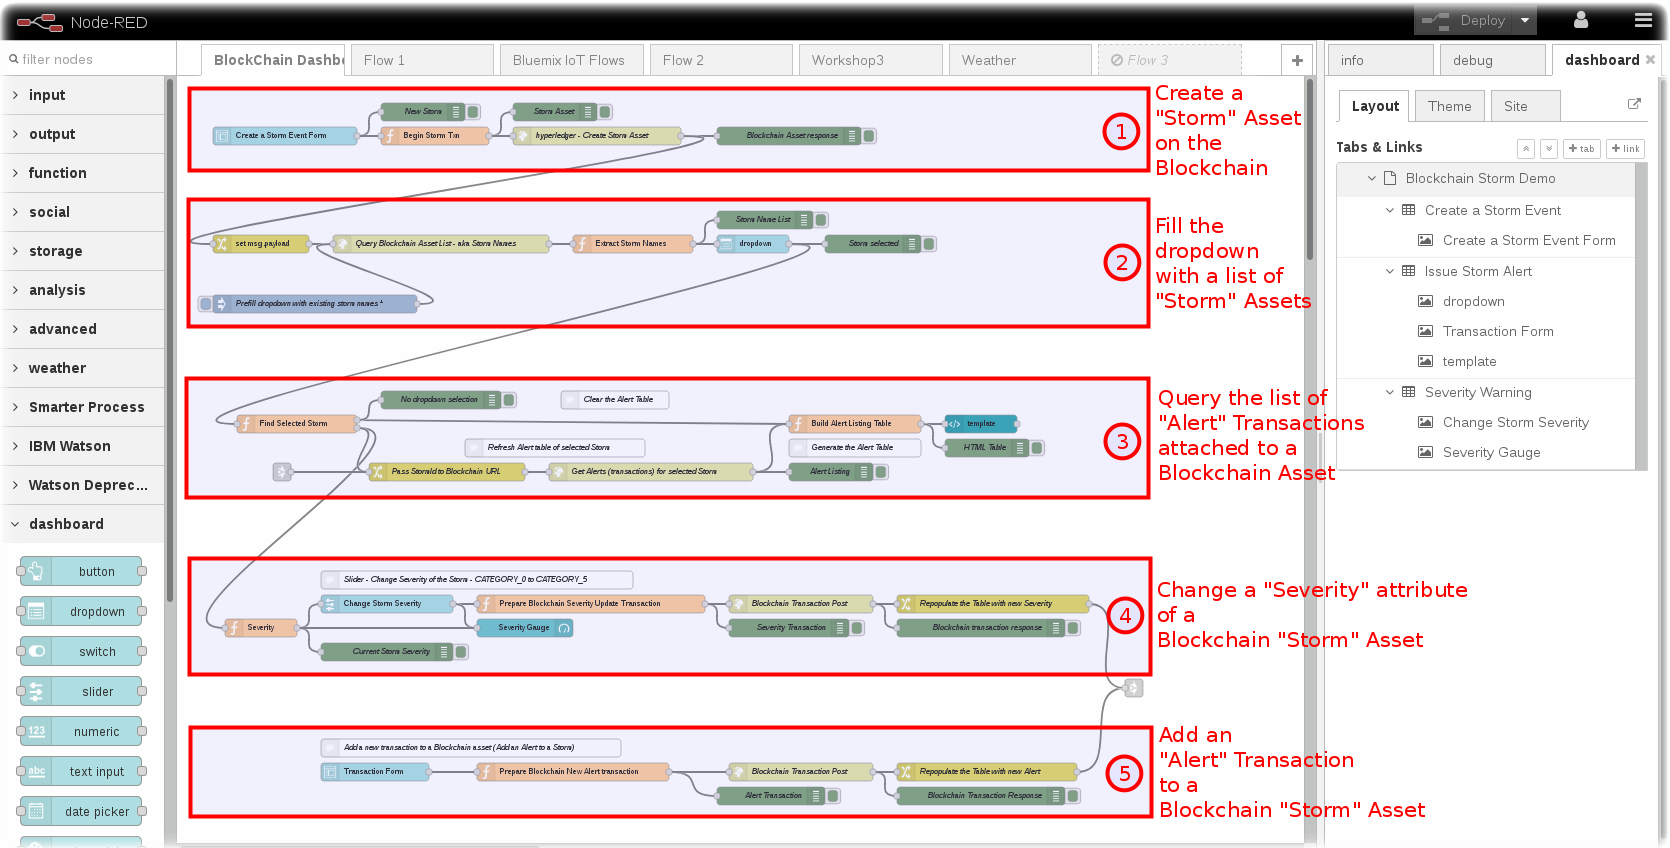 Node-RED
Deploy
filter nodes
BlockChain Dashb
Flow 1
Bluemix IoT Flows
Flow 2
Workshop3
Weather
Flow 3
info
debug
dashboard
input
output
function
social
storage
analysis
advanced
weather
Smarter Process
IBM Watson
Watson Deprec...
dashboard
button
dropdown
switch
slider
numeric
text input
date picker
New Storm
Storm Asset
Create a Storm Event Form
Begin Storm Txn
hyperledger - Create Storm Asset
Blockchain Asset response
1
Create a
"Storm" Asset
on the
Blockchain
Storm Name List
set msg.payload
Query Blockchain Asset List - aka Storm Names
Extract Storm Names
dropdown
Storm selected
Prefill dropdown with existing storm names ¹
2
Fill the
dropdown
with a list of
"Storm" Assets
No dropdown selection
Clear the Alert Table
Find Selected Storm
Build Alert Listing Table
template
Refresh Alert table of selected Storm
Generate the Alert Table
HTML Table
Pass StormId to Blockchain URL
Get Alerts (transactions) for selected Storm
Alert Listing
3
Query the list of
"Alert" Transactions
attached to a
Blockchain Asset
Slider - Change Severity of the Storm - CATEGORY_0 to CATEGORY_5
Change Storm Severity
Prepare Blockchain Severity Update Transaction
Blockchain Transaction Post
Repopulate the Table with new Severity
Severity
Severity Gauge
Severity Transaction
Blockchain transaction response
Current Storm Severity
4
Change a "Severity" attribute
of a
Blockchain "Storm" Asset
Add a new transaction to a Blockchain asset (Add an Alert to a Storm)
Transaction Form
Prepare Blockchain New Alert transaction
Blockchain Transaction Post
Repopulate the Table with new Alert
Alert Transaction
Blockchain Transaction Response
5
Add an
"Alert" Transaction
to a
Blockchain "Storm" Asset
Layout
Theme
Site
Tabs & Links
tab
link
Blockchain Storm Demo
Create a Storm Event
Create a Storm Event Form
Issue Storm Alert
dropdown
Transaction Form
template
Severity Warning
Change Storm Severity
Severity Gauge